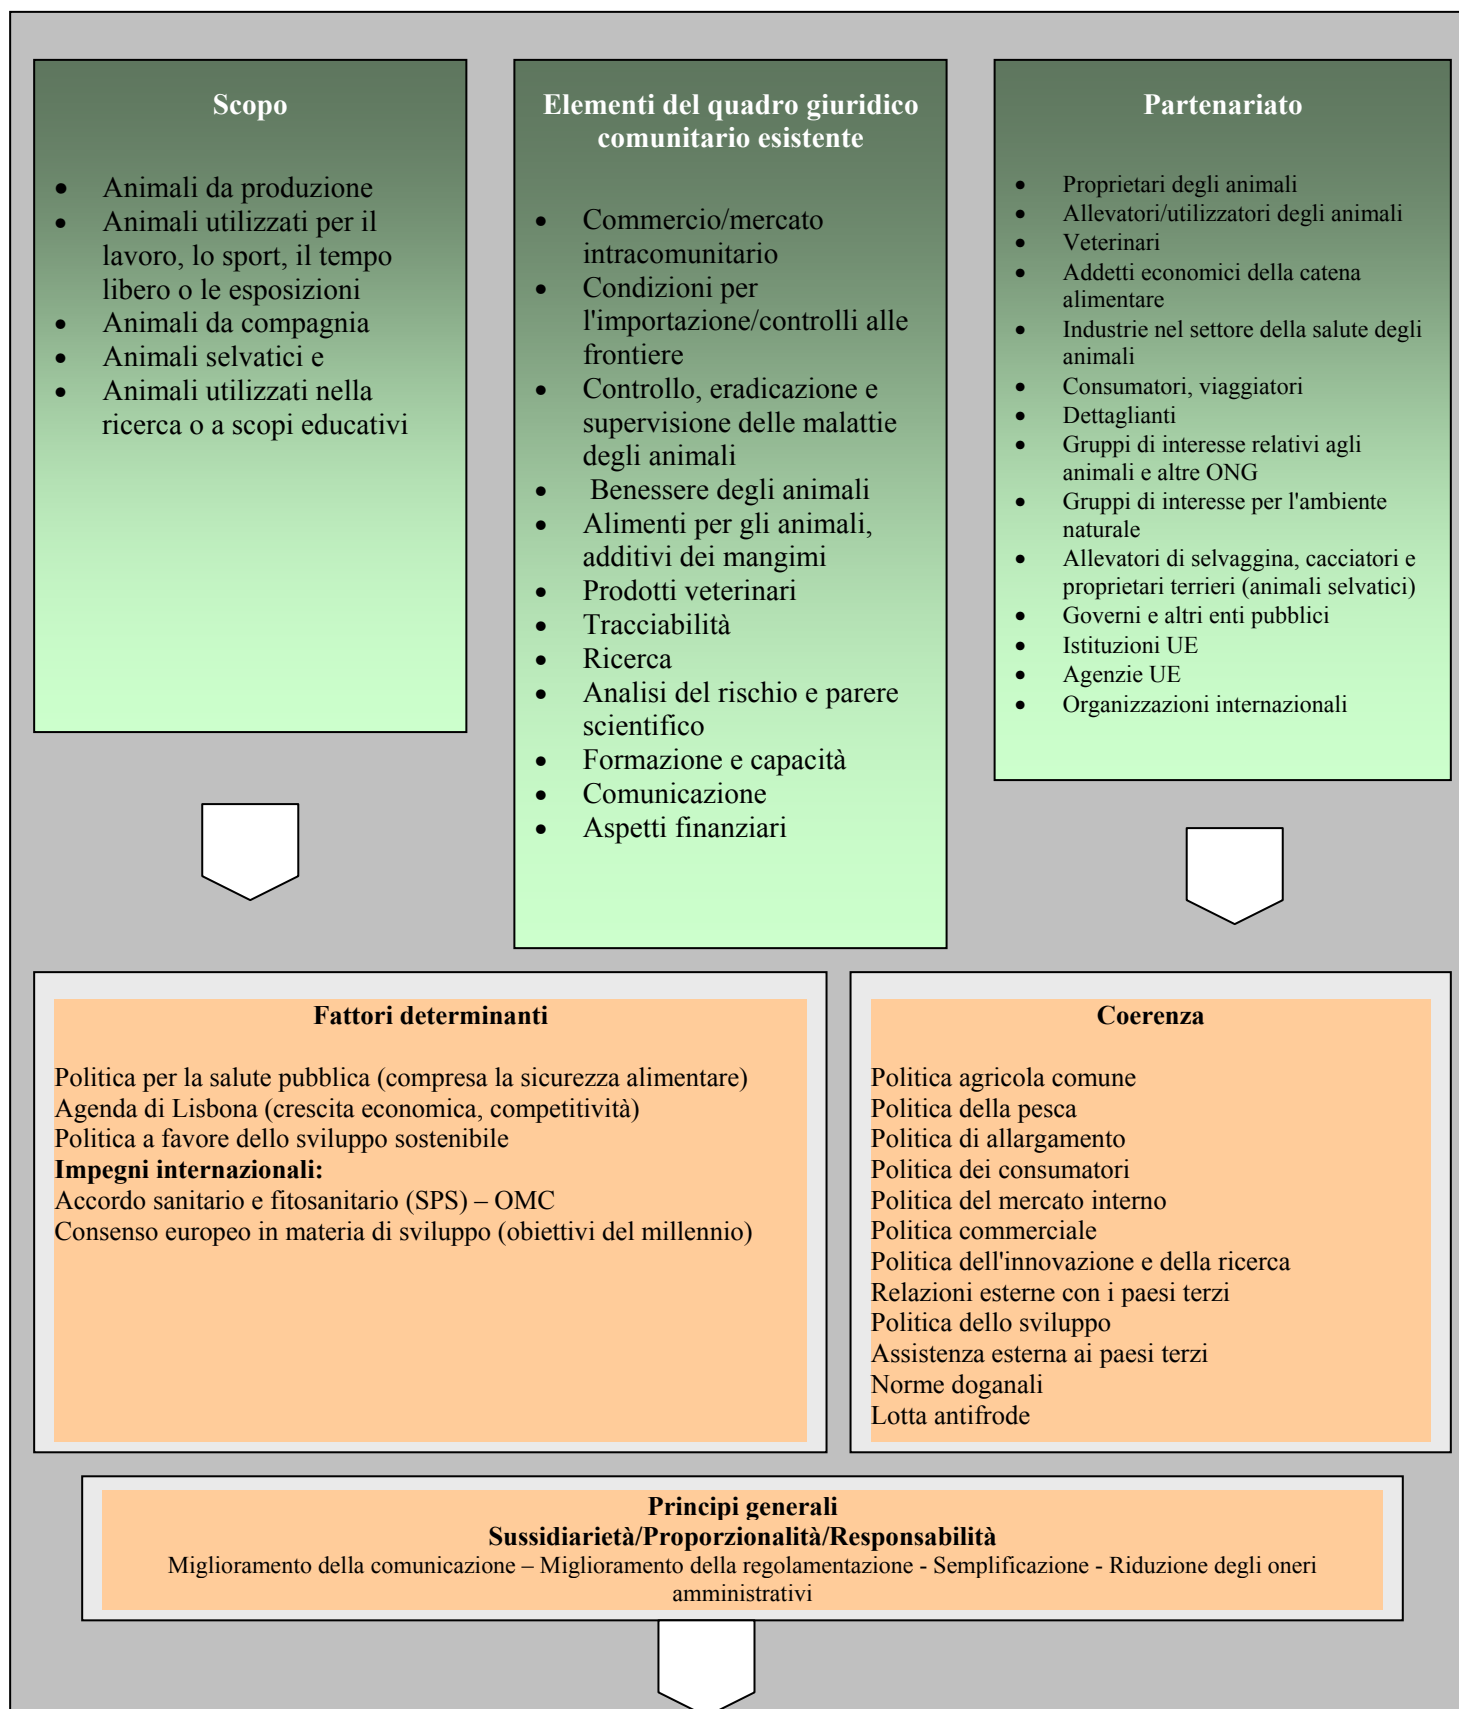 Scopo
• Animali da produzione
• Animali utilizzati per il
lavoro, lo sport, il tempo
libero o le esposizioni
• Animali da compagnia
• Animali selvatici e
• Animali utilizzati nella
ricerca o a scopi educativi
Elementi del quadro giuridico
comunitario esistente
• Commercio/mercato
intracomunitario
• Condizioni per
l'importazione/controlli alle
frontiere
• Controllo, eradicazione e
supervisione delle malattie
degli animali
• Benessere degli animali
• Alimenti per gli animali,
additivi dei mangimi
• Prodotti veterinari
• Tracciabilità
• Ricerca
• Analisi del rischio e parere
scientifico
• Formazione e capacità
• Comunicazione
• Aspetti finanziari
Partenariato
• Proprietari degli animali
• Allevatori/utilizzatori degli animali
• Veterinari
• Addetti economici della catena
alimentare
• Industrie nel settore della salute degli
animali
• Consumatori, viaggiatori
• Dettaglianti
• Gruppi di interesse relativi agli
animali e altre ONG
• Gruppi di interesse per l'ambiente
naturale
• Allevatori di selvaggina, cacciatori e
proprietari terrieri (animali selvatici)
• Governi e altri enti pubblici
• Istituzioni UE
• Agenzie UE
• Organizzazioni internazionali
Fattori determinanti
Politica per la salute pubblica (compresa la sicurezza alimentare)
Agenda di Lisbona (crescita economica, competitività)
Politica a favore dello sviluppo sostenibile
Impegni internazionali:
Accordo sanitario e fitosanitario (SPS) – OMC
Consenso europeo in materia di sviluppo (obiettivi del millennio)
Coerenza
Politica agricola comune
Politica della pesca
Politica di allargamento
Politica dei consumatori
Politica del mercato interno
Politica commerciale
Politica dell'innovazione e della ricerca
Relazioni esterne con i paesi terzi
Politica dello sviluppo
Assistenza esterna ai paesi terzi
Norme doganali
Lotta antifrode
Principi generali
Sussidiarietà/Proporzionalità/Responsabilità
Miglioramento della comunicazione – Miglioramento della regolamentazione - Semplificazione - Riduzione degli oneri
amministrativi